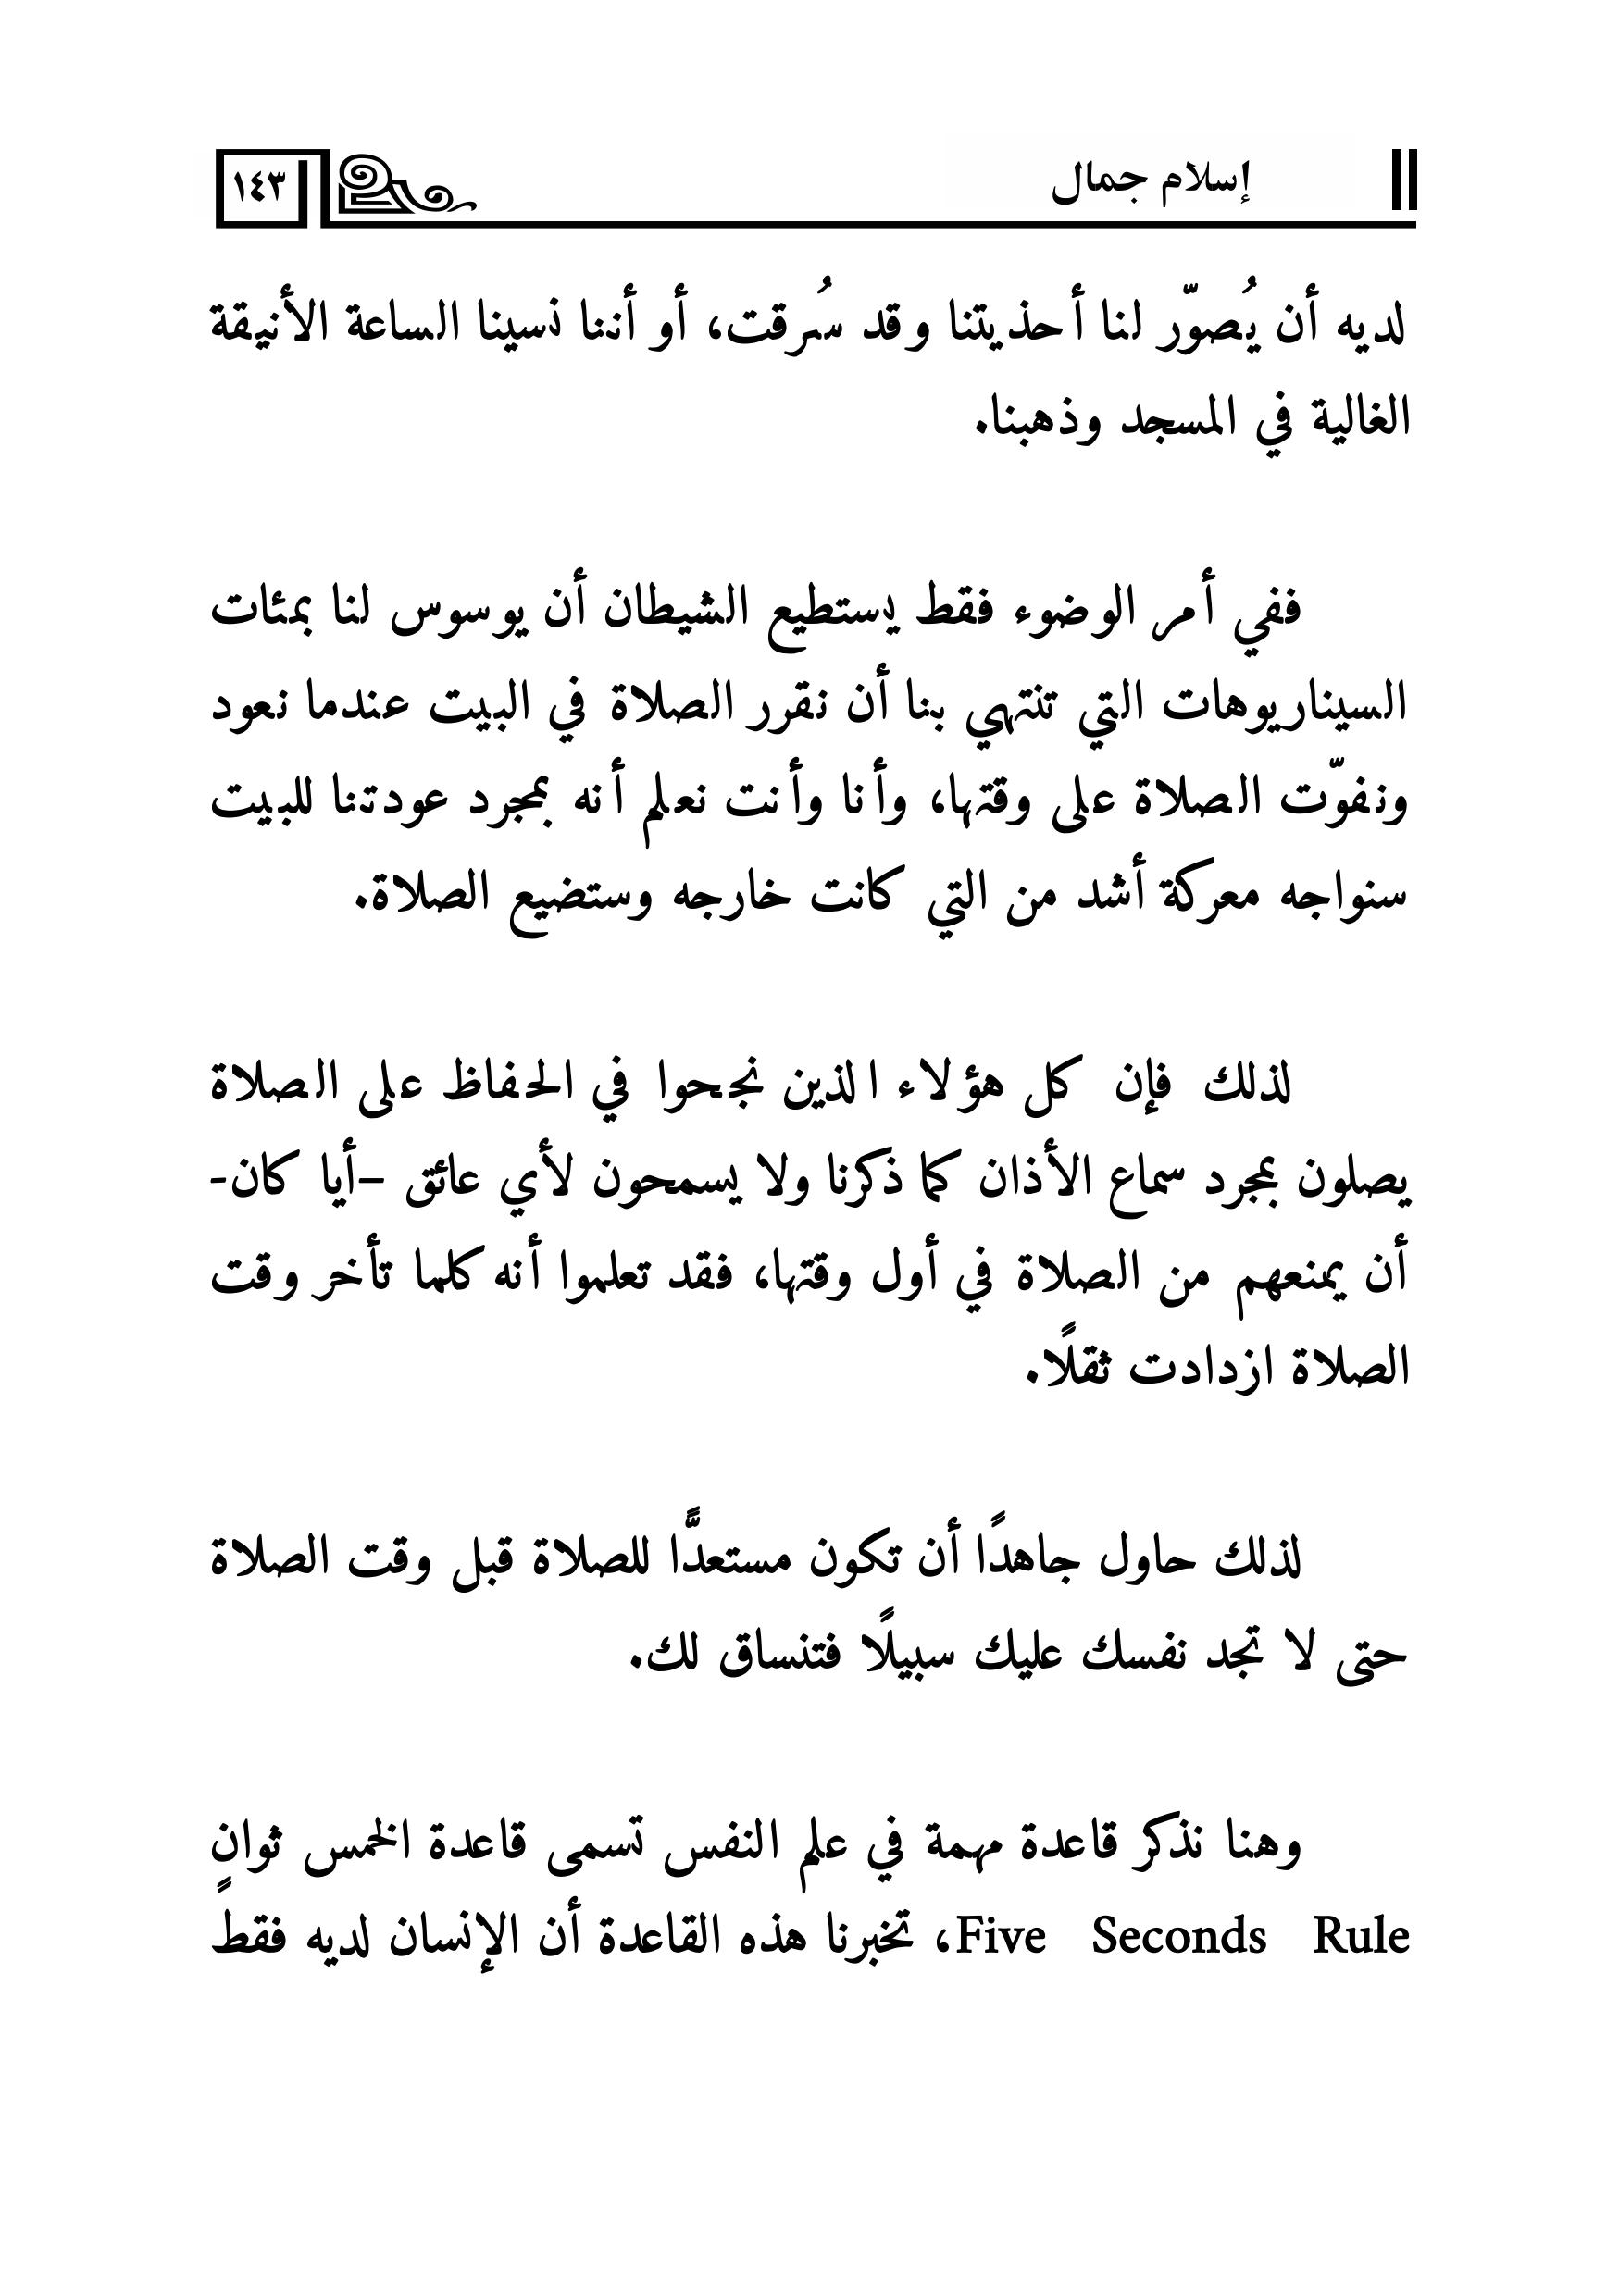 إسلام جمال
١٤٣
لديه أن يُصوّر لنا أحذيتنا وقد سُرقت، أو أننا نسينا الساعة الأنيقة
الغالية في المسجد وذهبنا.
ففي أمر الوضوء فقط يستطيع الشيطان أن يوسوس لنا بمئات
السيناريوهات التي تنتهي بنا أن نقرر الصلاة في البيت عندما نعود
ونفوّت الصلاة على وقتها، وأنا وأنت نعلم أنه بمجرد عودتنا للبيت
سنواجه معركة أشد من التي كانت خارجه وستضيع الصلاة.
لذلك فإن كل هؤلاء الذين نجحوا في الحفاظ على الصلاة
يصلون بمجرد سماع الأذان كما ذكرنا ولا يسمحون لأي عائق –أيا كان-
أن يمنعهم من الصلاة في أول وقتها، فقد تعلموا أنه كلما تأخر وقت
الصلاة ازدادت ثقلًا.
لذلك حاول جاهدًا أن تكون مستعدًّا للصلاة قبل وقت الصلاة
حتى لا تجد نفسك عليك سبيلًا فتنساق لك.
وهنا نذكر قاعدة مهمة في علم النفس تسمى قاعدة الخمس ثوانٍ
Five Seconds Rule، تخبرنا هذه القاعدة أن الإنسان لديه فقط